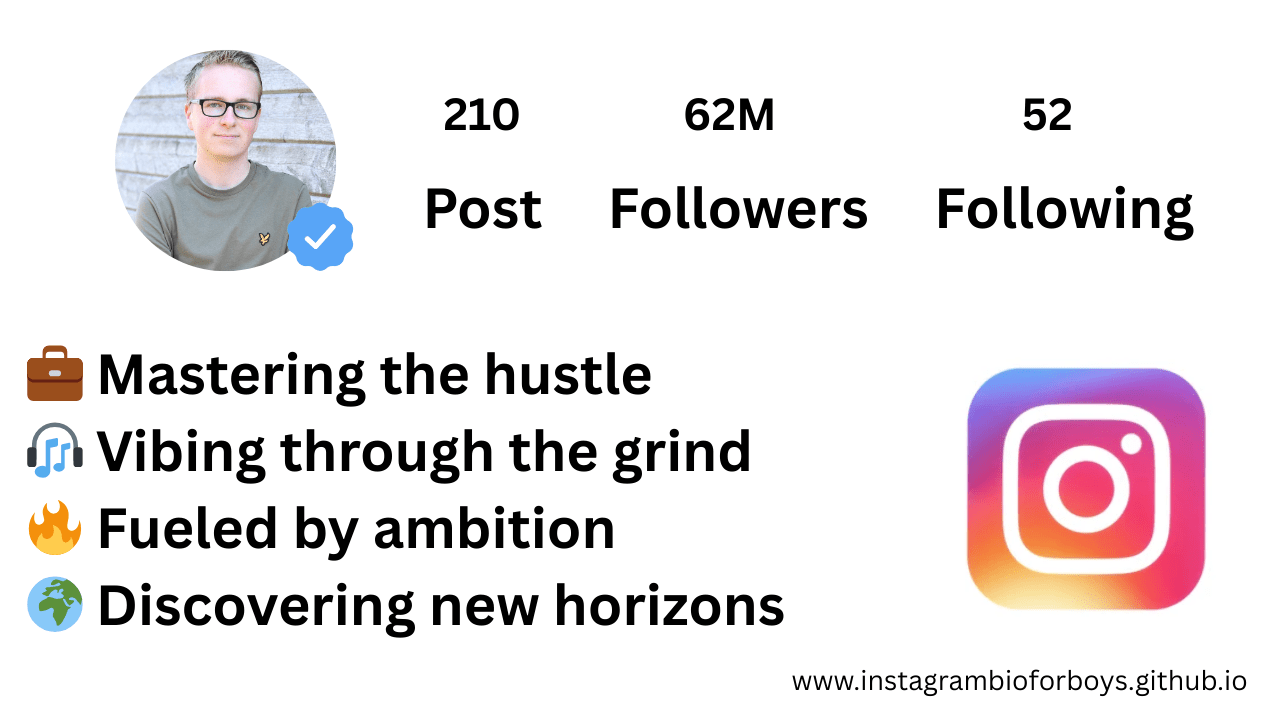 210 62M 52
Post Followers Following
Mastering the hustle
Vibing through the grind
Fueled by ambition
Discovering new horizons
www.instagrambioforboys.github.io